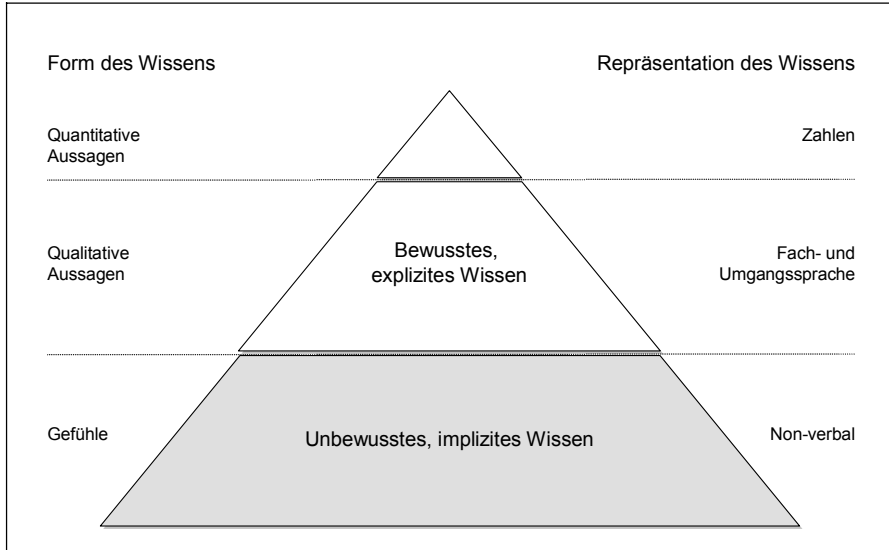 Form des Wissens
Repräsentation des Wissens
Quantitative
Aussagen
Zahlen
Qualitative
Aussagen
Bewusstes,
explizites Wissen
Fach- und
Umgangssprache
Gefühle
Unbewusstes, implizites Wissen
Non-verbal